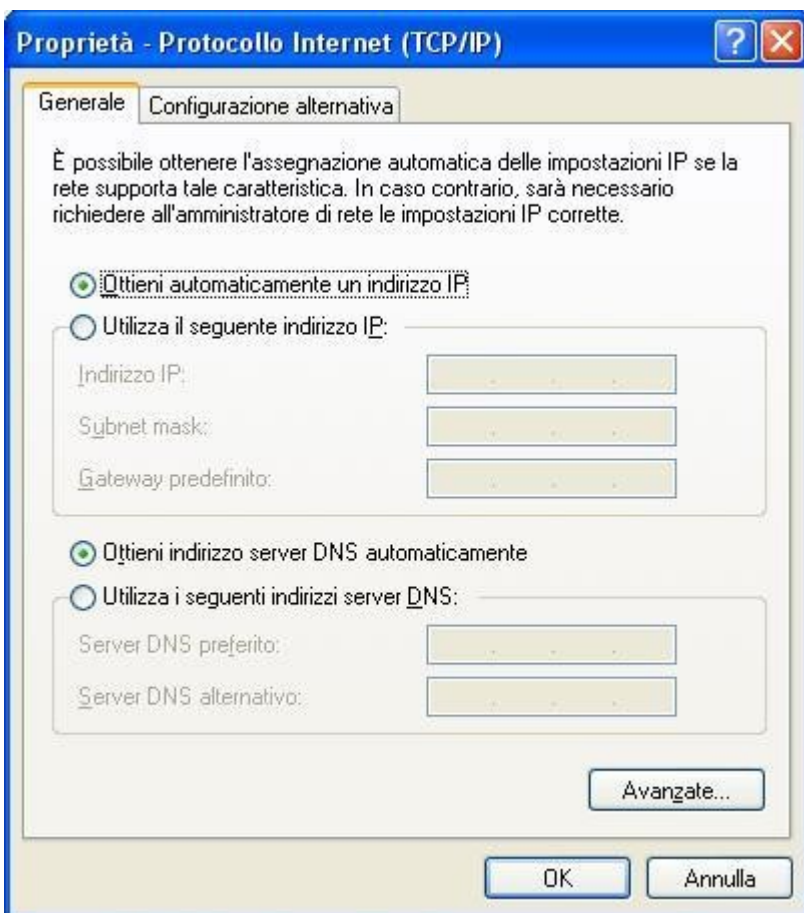 Proprietà - Protocollo Internet (TCP/IP)
Generale
Configurazione alternativa
È possibile ottenere l'assegnazione automatica delle impostazioni IP se la
rete supporta tale caratteristica. In caso contrario, sarà necessario
richiedere all'amministratore di rete le impostazioni IP corrette.
Ottieni automaticamente un indirizzo IP
Utilizza il seguente indirizzo IP:
Indirizzo IP:
Subnet mask:
Gateway predefinito:
Ottieni indirizzo server DNS automaticamente
Utilizza i seguenti indirizzi server DNS:
Server DNS preferito:
Server DNS alternativo:
Avanzate...
OK
Annulla